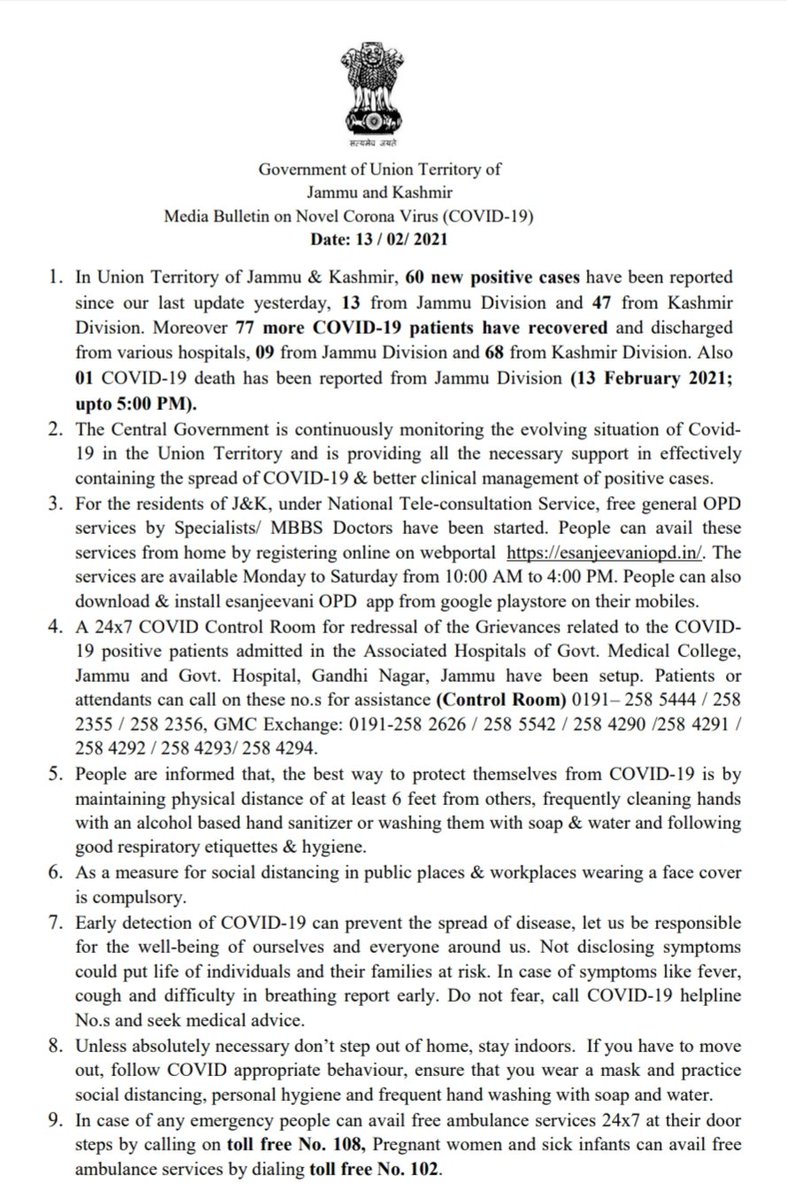 सत्यमेव जयते
Government of Union Territory of
Jammu and Kashmir
Media Bulletin on Novel Corona Virus (COVID-19)
Date: 13 / 02/ 2021
1. In Union Territory of Jammu & Kashmir, 60 new positive cases have been reported
since our last update yesterday, 13 from Jammu Division and 47 from Kashmir
Division. Moreover 77 more COVID-19 patients have recovered and discharged
from various hospitals, 09 from Jammu Division and 68 from Kashmir Division. Also
01 COVID-19 death has been reported from Jammu Division (13 February 2021;
upto 5:00 PM).
2. The Central Government is continuously monitoring the evolving situation of Covid-
19 in the Union Territory and is providing all the necessary support in effectively
containing the spread of COVID-19 & better clinical management of positive cases.
3. For the residents of J&K, under National Tele-consultation Service, free general OPD
services by Specialists/ MBBS Doctors have been started. People can avail these
services from home by registering online on webportal https://esanjeevaniopd.in/. The
services are available Monday to Saturday from 10:00 AM to 4:00 PM. People can also
download & install esanjeevani OPD app from google playstore on their mobiles.
4. A 24x7 COVID Control Room for redressal of the Grievances related to the COVID-
19 positive patients admitted in the Associated Hospitals of Govt. Medical College,
Jammu and Govt. Hospital, Gandhi Nagar, Jammu have been setup. Patients or
attendants can call on these no.s for assistance (Control Room) 0191– 258 5444 / 258
2355 / 258 2356, GMC Exchange: 0191-258 2626 / 258 5542 / 258 4290 /258 4291 /
258 4292 / 258 4293/ 258 4294.
5. People are informed that, the best way to protect themselves from COVID-19 is by
maintaining physical distance of at least 6 feet from others, frequently cleaning hands
with an alcohol based hand sanitizer or washing them with soap & water and following
good respiratory etiquettes & hygiene.
6. As a measure for social distancing in public places & workplaces wearing a face cover
is compulsory.
7. Early detection of COVID-19 can prevent the spread of disease, let us be responsible
for the well-being of ourselves and everyone around us. Not disclosing symptoms
could put life of individuals and their families at risk. In case of symptoms like fever,
cough and difficulty in breathing report early. Do not fear, call COVID-19 helpline
No.s and seek medical advice.
8. Unless absolutely necessary don’t step out of home, stay indoors. If you have to move
out, follow COVID appropriate behaviour, ensure that you wear a mask and practice
social distancing, personal hygiene and frequent hand washing with soap and water.
9. In case of any emergency people can avail free ambulance services 24x7 at their door
steps by calling on toll free No. 108, Pregnant women and sick infants can avail free
ambulance services by dialing toll free No. 102.